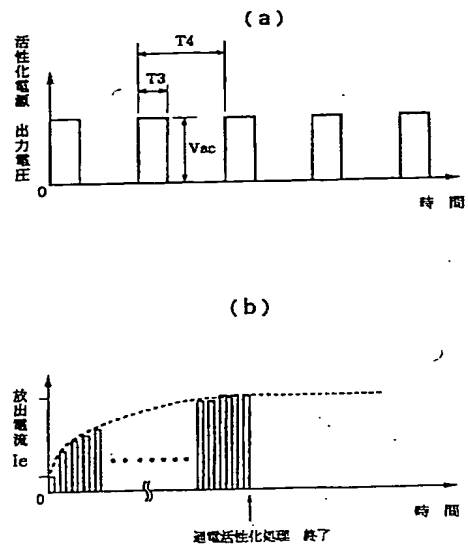 (a)
活性化電源 出力電圧
T4
T3
Vac
0
時 間
(b)
放出電流 Ie
0
時 間
通電活性化処理 終了